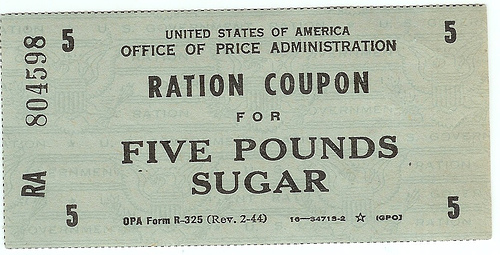 5 UNITED STATES OF AMERICA 5
OFFICE OF PRICE ADMINISTRATION
RATION COUPON
FOR
FIVE POUNDS
SUGAR
5 OPA Form R-325 (Rev. 2-44) 16—34713-2 ☆ (GPO) 5
RA 804598